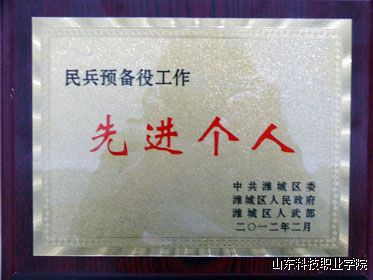 民兵预备役工作
先进个人
中共潍城区委
潍城区人民政府
潍城区人武部
二〇一二年二月
山东科技职业学院